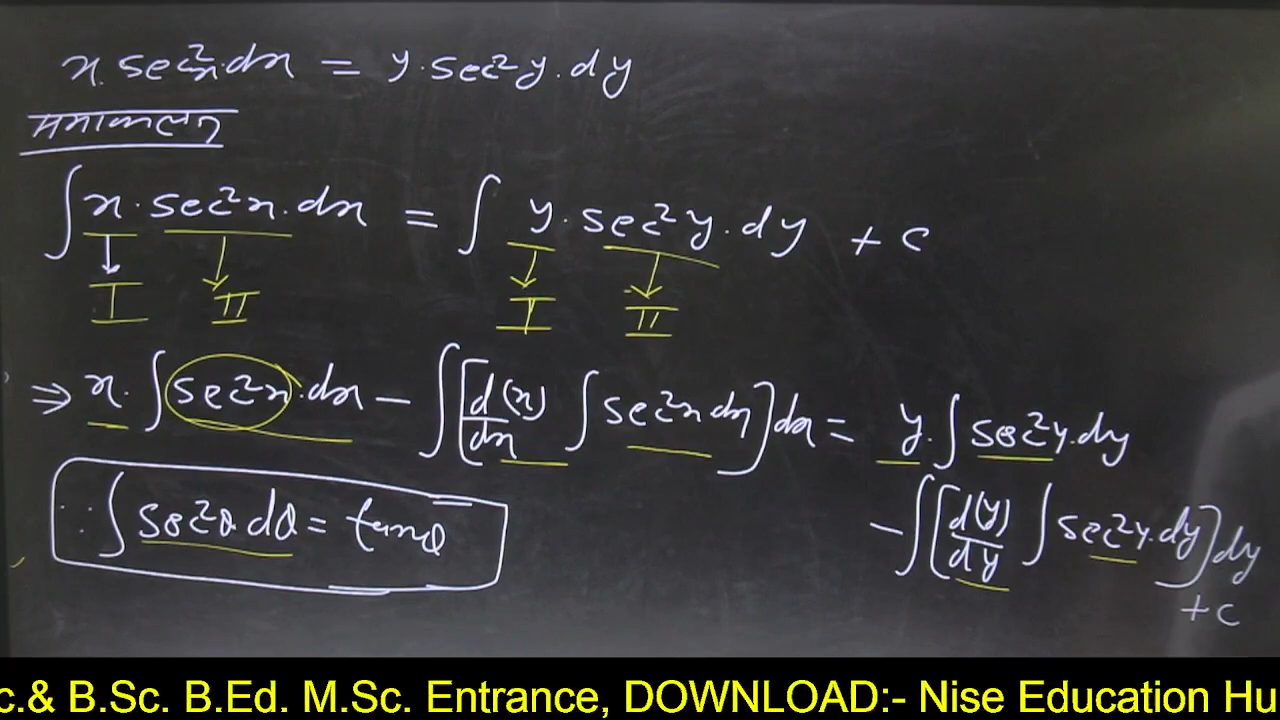 x. sec²x.dx = y.sec²y.dy
समाकलन
∫x.sec²x.dx = ∫y.sec²y.dy + c
I II I II
⇒ x.∫sec²x.dx − ∫[d(x)/dx ∫sec²x dx]dx = y.∫sec²y.dy
− ∫[d(y)/dy ∫sec²y.dy]dy
∵ ∫sec²θ dθ = tanθ
+c
c.& B.Sc. B.Ed. M.Sc. Entrance, DOWNLOAD:- Nise Education Hu